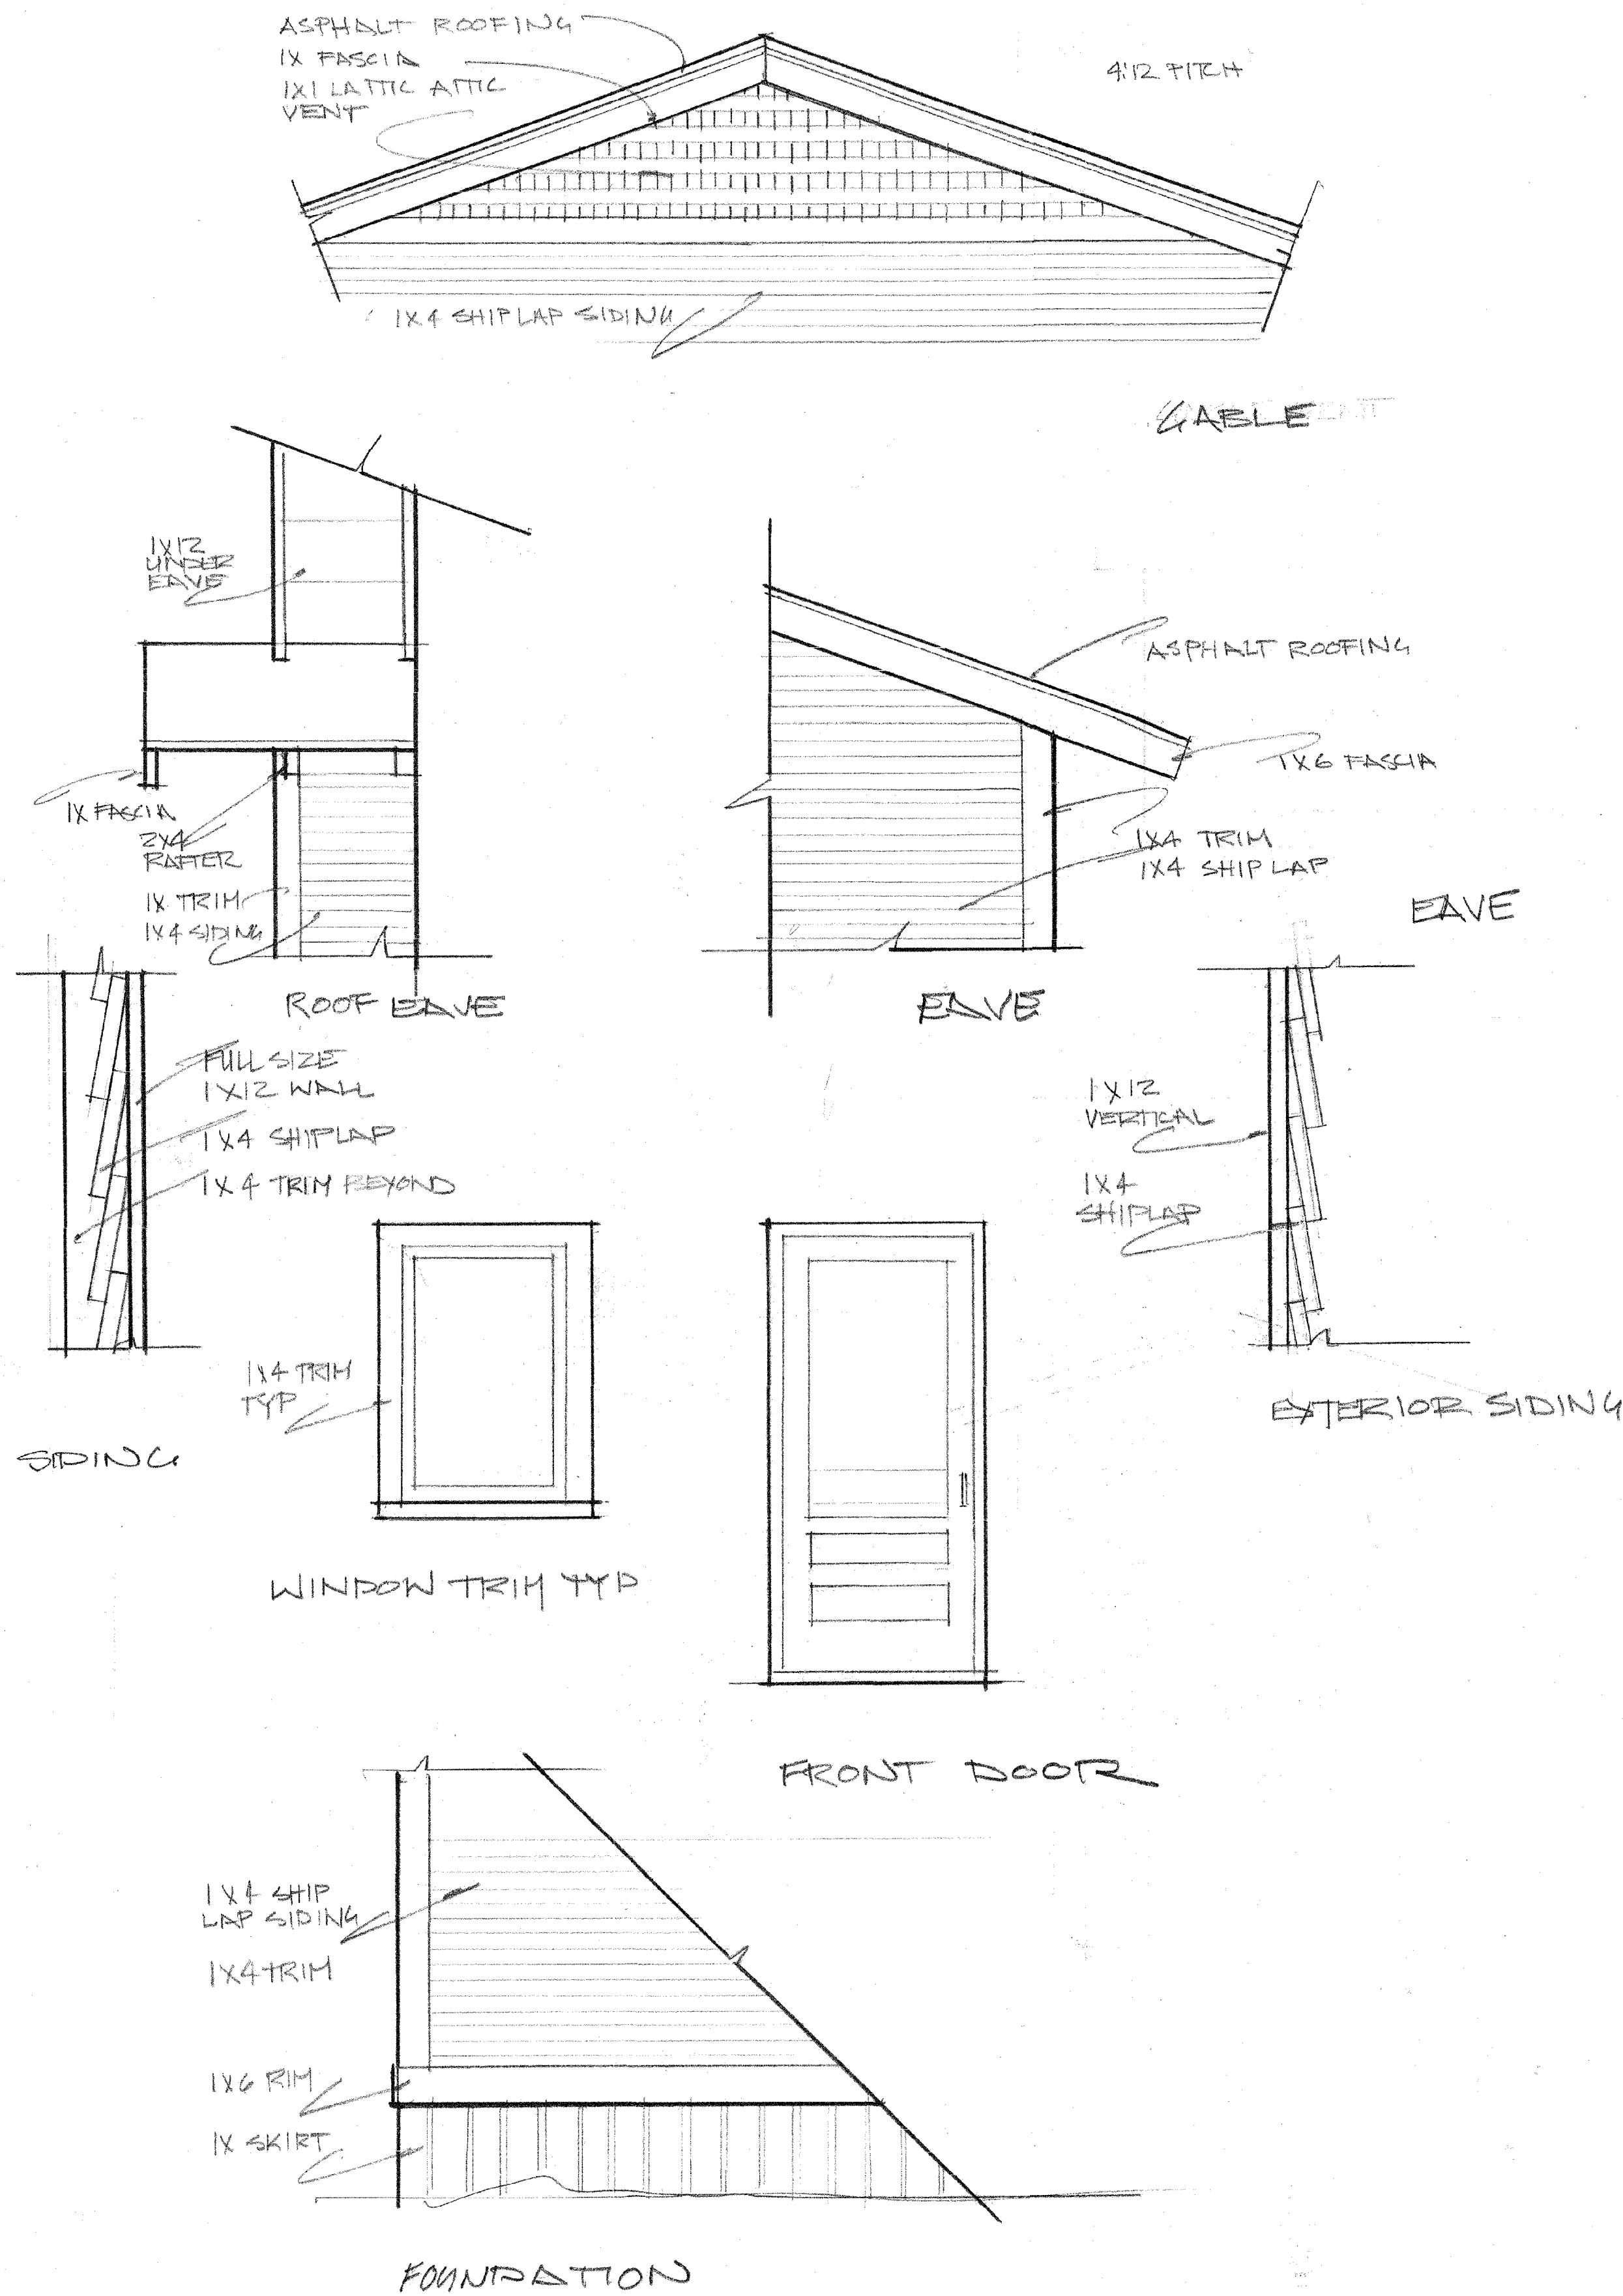 ASPHALT ROOFING
1X FASCIA
1X1 LATTIC ATTIC
VENT
4:12 PITCH
1X4 SHIPLAP SIDING
GABLE
1X12
UNDER
EAVE
1X FASCIA
2X4
RAFTER
1X TRIM
1X4 SIDING
ROOF EAVE
ASPHALT ROOFING
1X6 FASCIA
1X4 TRIM
1X4 SHIP LAP
EAVE
EAVE
FULL SIZE
1X12 WALL
1X4 SHIPLAP
1X4 TRIM BEYOND
SIDING
1X12
VERTICAL
1X4
SHIPLAP
EXTERIOR SIDING
1X4 TRIM
TYP
WINDOW TRIM TYP
FRONT DOOR
1X4 SHIP
LAP SIDING
1X4 TRIM
1X6 RIM
1X SKIRT
FOUNDATION